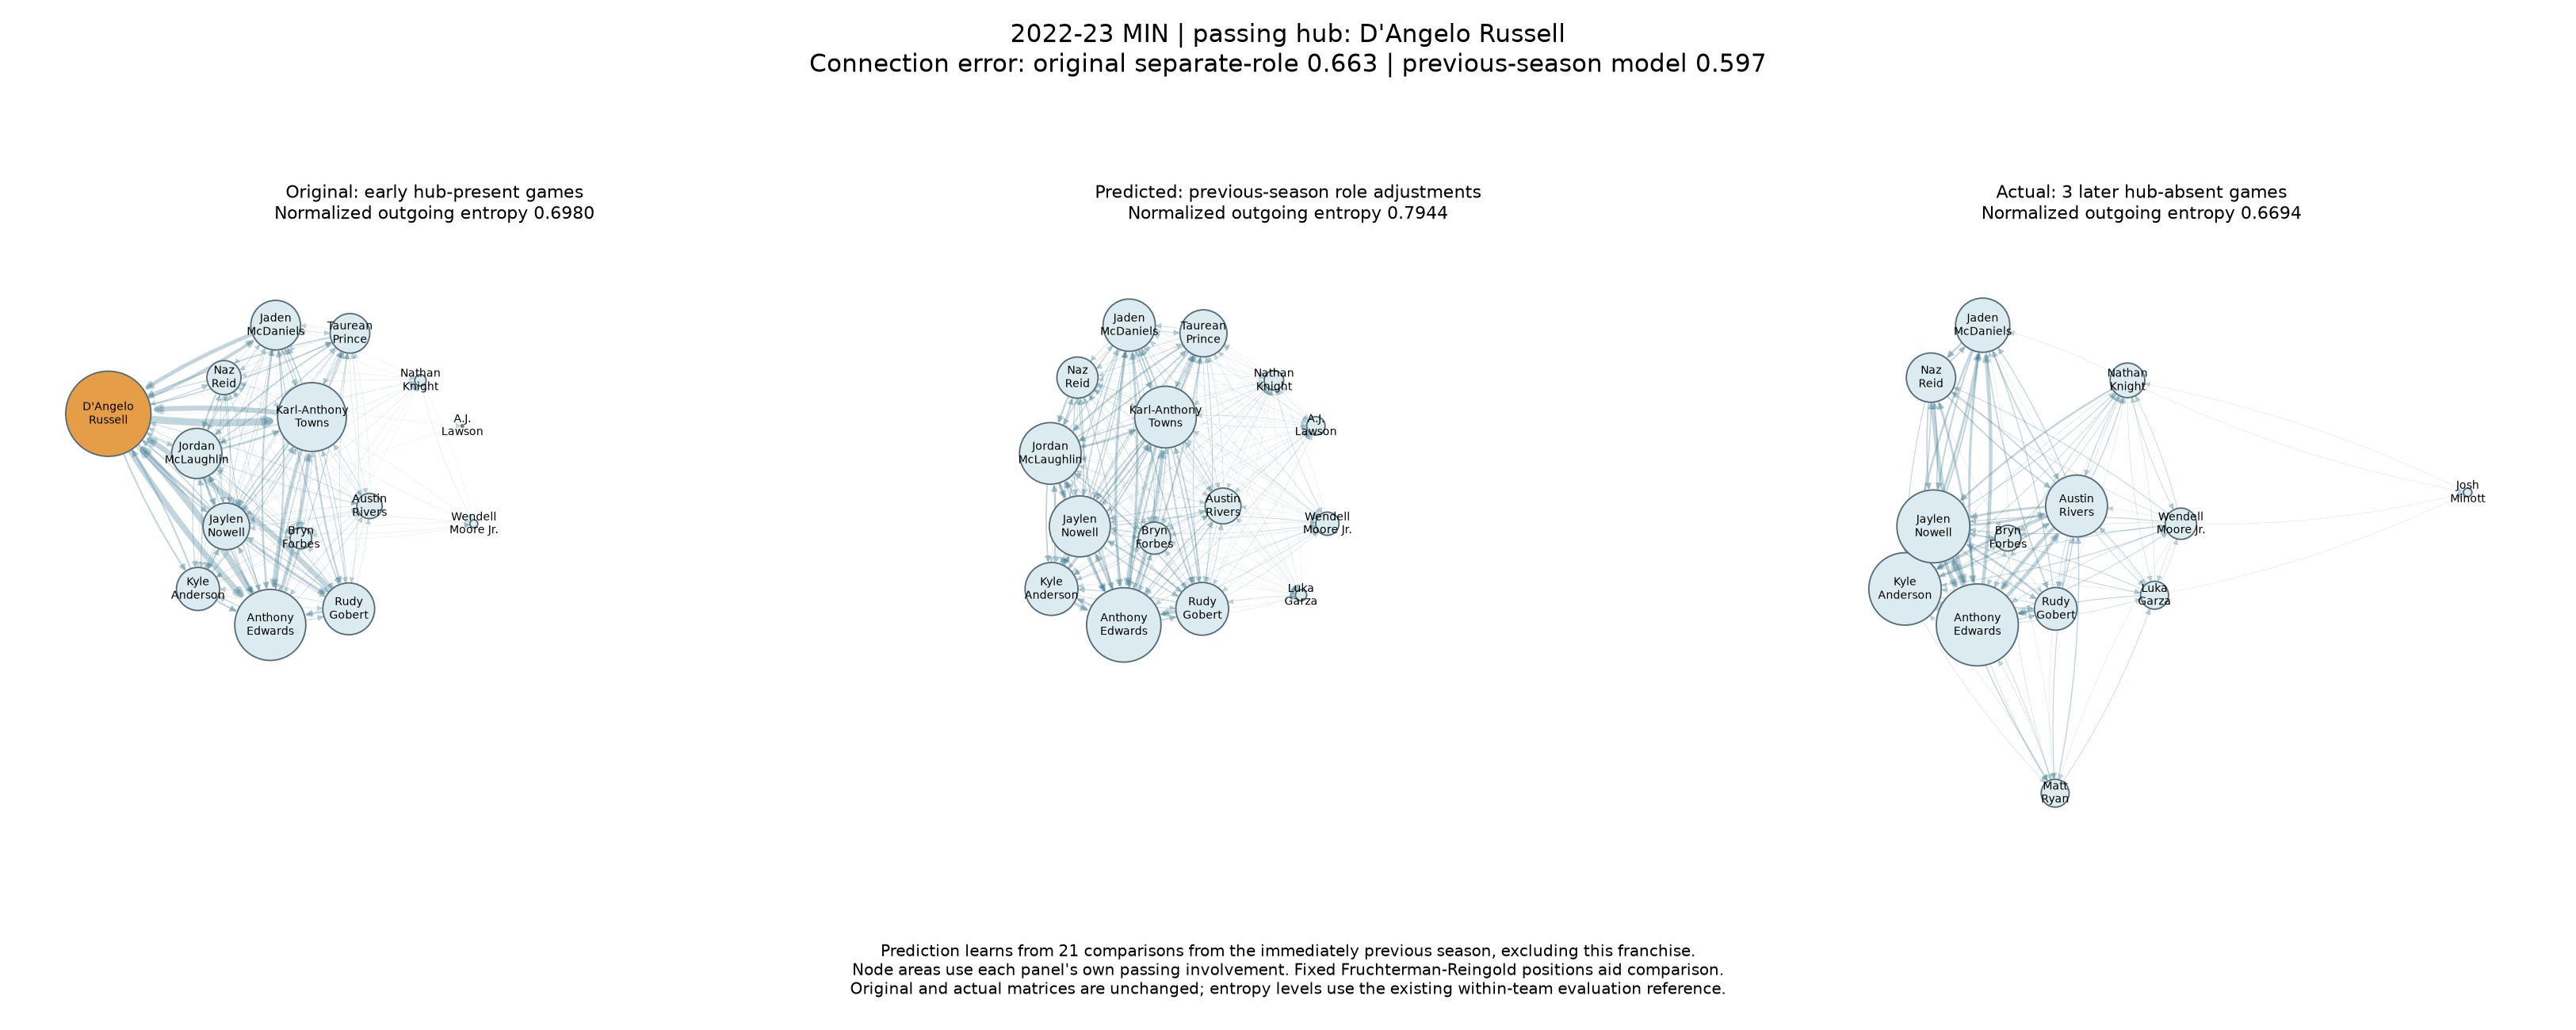 2022-23 MIN | passing hub: D'Angelo Russell
Connection error: original separate-role 0.663 | previous-season model 0.597
Original: early hub-present games
Normalized outgoing entropy 0.6980
Jaden
McDaniels
Taurean
Prince
Naz
Reid
Nathan
Knight
D'Angelo
Russell
Karl-Anthony
Towns
A.J.
Lawson
Jordan
McLaughlin
Austin
Rivers
Jaylen
Nowell
Bryn
Forbes
Wendell
Moore Jr.
Kyle
Anderson
Anthony
Edwards
Rudy
Gobert
Predicted: previous-season role adjustments
Normalized outgoing entropy 0.7944
Jaden
McDaniels
Taurean
Prince
Naz
Reid
Nathan
Knight
Karl-Anthony
Towns
A.J.
Lawson
Jordan
McLaughlin
Austin
Rivers
Jaylen
Nowell
Bryn
Forbes
Wendell
Moore Jr.
Kyle
Anderson
Anthony
Edwards
Rudy
Gobert
Luka
Garza
Actual: 3 later hub-absent games
Normalized outgoing entropy 0.6694
Jaden
McDaniels
Naz
Reid
Nathan
Knight
Josh
Minott
Austin
Rivers
Jaylen
Nowell
Bryn
Forbes
Wendell
Moore Jr.
Kyle
Anderson
Anthony
Edwards
Rudy
Gobert
Luka
Garza
Matt
Ryan
Prediction learns from 21 comparisons from the immediately previous season, excluding this franchise.
Node areas use each panel's own passing involvement. Fixed Fruchterman-Reingold positions aid comparison.
Original and actual matrices are unchanged; entropy levels use the existing within-team evaluation reference.